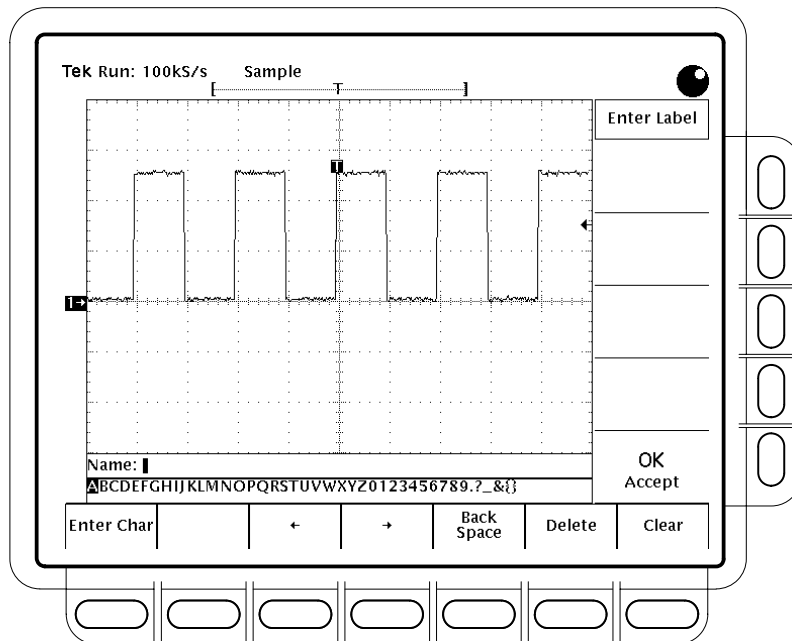 Tek Run: 100kS/s Sample
[ T ]
Enter Label
T
1→
←
Name:
ABCDEFGHIJKLMNOPQRSTUVWXYZ0123456789.?_&{}
OK
Accept
Enter Char
←
→
Back
Space
Delete
Clear